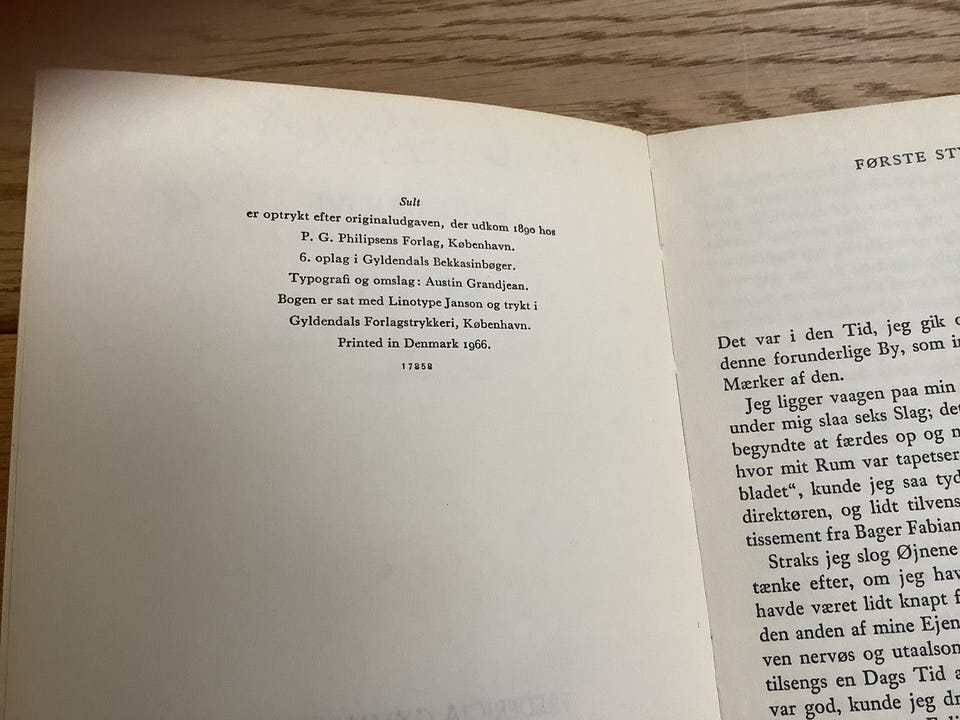 Sult
er optrykt efter originaludgaven, der udkom 1890 hos
P. G. Philipsens Forlag, København.
6. oplag i Gyldendals Bekkasinbøger.
Typografi og omslag: Austin Grandjean.
Bogen er sat med Linotype Janson og trykt i
Gyldendals Forlagstrykkeri, København.
Printed in Denmark 1966.
17858
FØRSTE
Det var i den Tid, jeg gik
denne forunderlige By, som
Mærker af den.
Jeg ligger vaagen paa min
under mig slaa seks Slag;
begyndte at færdes op og
hvor mit Rum var
bladet“, kunde jeg saa
direktøren, og lidt
tissement fra Bager Fabian
Straks jeg slog Øjnene
tænke efter, om jeg
havde været lidt knapt
den anden af mine
ven nervøs og
tilsengs en Dags Tid
var god, kunde jeg